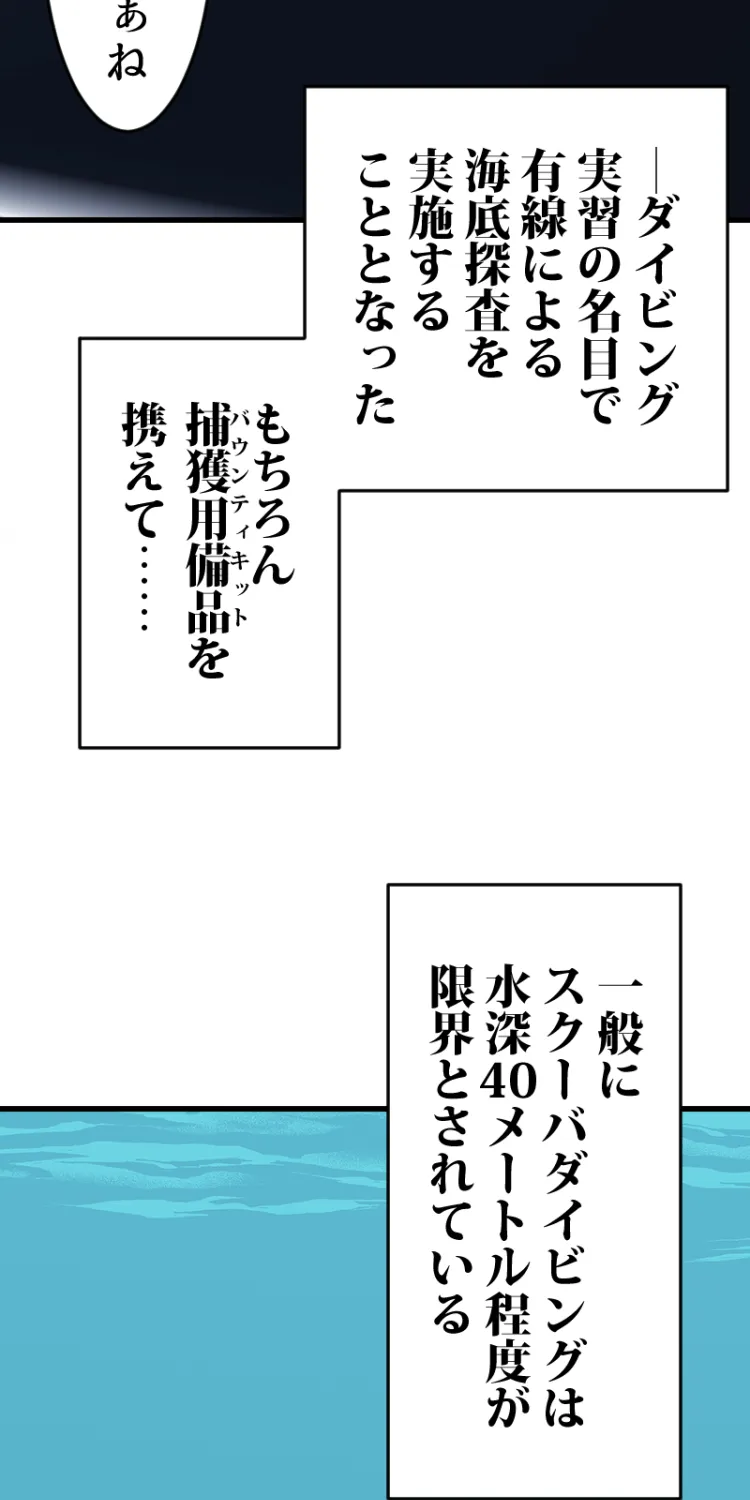 ぁね
―ダイビング
実習の名目で
有線による
海底探査を
実施する
こととなった
もちろん
捕獲用備品を
バウンティキット
携えて……
一般に
スクーバダイビングは
水深40メートル程度が
限界とされている